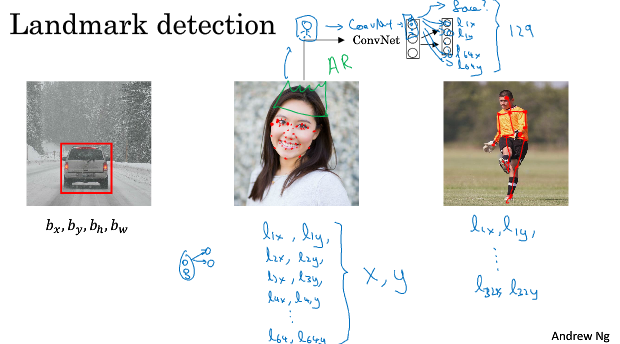 Landmark detection
→ ConvNet →
ConvNet
face?
l1x
l1y
l64x
l64y
129
AR
bx, by, bh, bw
l1x, l1y,
l2x, l2y,
l3x, l3y,
l4x, l4y
⋮
l64, l64y
x, y
l1x, l1y,
⋮
l32x, l32y
Andrew Ng